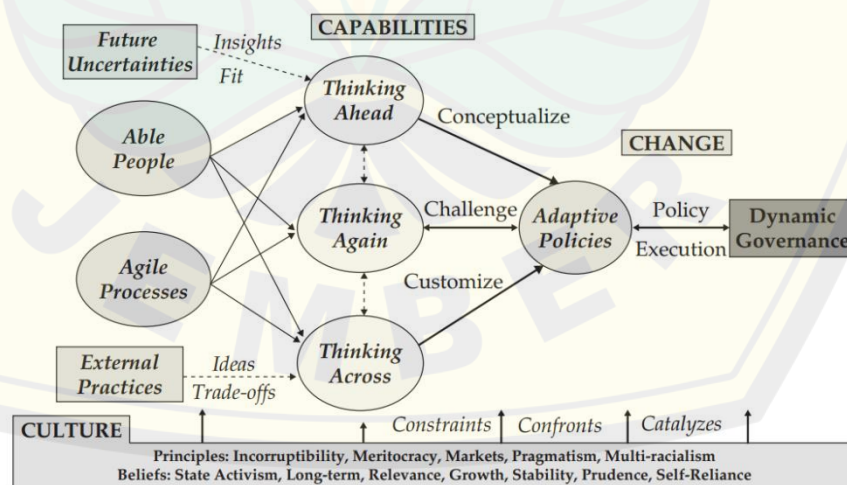 CAPABILITIES
Future
Uncertainties
Insights
Fit
Thinking
Ahead
Conceptualize
Able
People
CHANGE
Thinking
Again
Challenge
Adaptive
Policies
Policy
Execution
Dynamic
Governance
Agile
Processes
Customize
External
Practices
Ideas
Trade-offs
Thinking
Across
CULTURE
Constraints
Confronts
Catalyzes
Principles: Incorruptibility, Meritocracy, Markets, Pragmatism, Multi-racialism
Beliefs: State Activism, Long-term, Relevance, Growth, Stability, Prudence, Self-Reliance
JEMBER